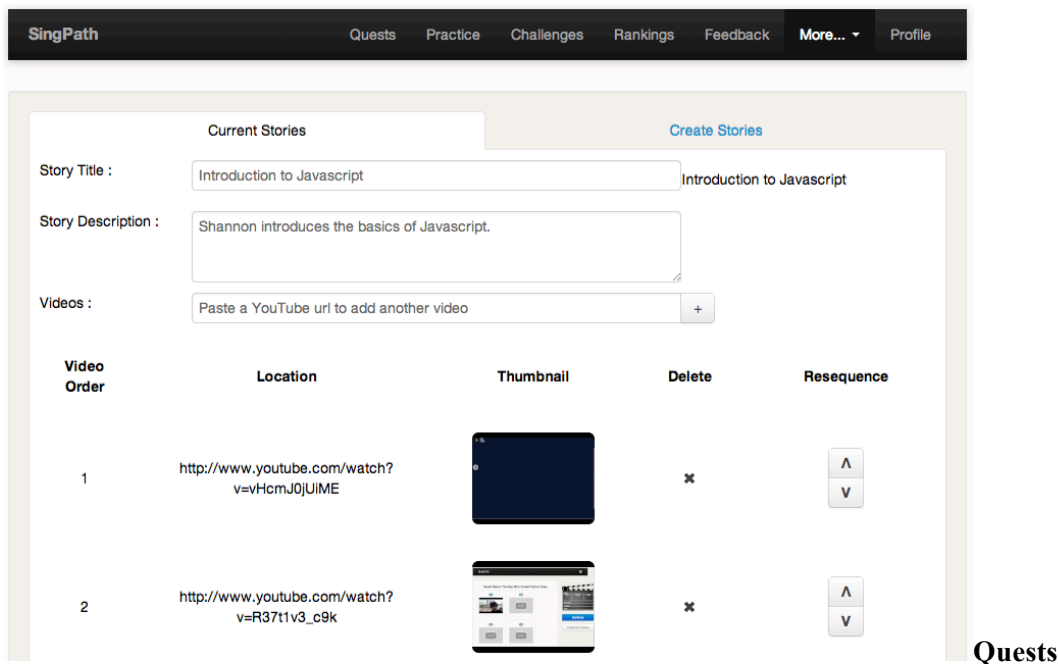 SingPath Quests Practice Challenges Rankings Feedback More... Profile
Current Stories Create Stories
Story Title : Introduction to Javascript Introduction to Javascript
Story Description : Shannon introduces the basics of Javascript.
Videos : Paste a YouTube url to add another video +
Video Order Location Thumbnail Delete Resequence
1 http://www.youtube.com/watch?
v=vHcmJ0jUiME
2 http://www.youtube.com/watch?
v=R37t1v3_c9k
Quests